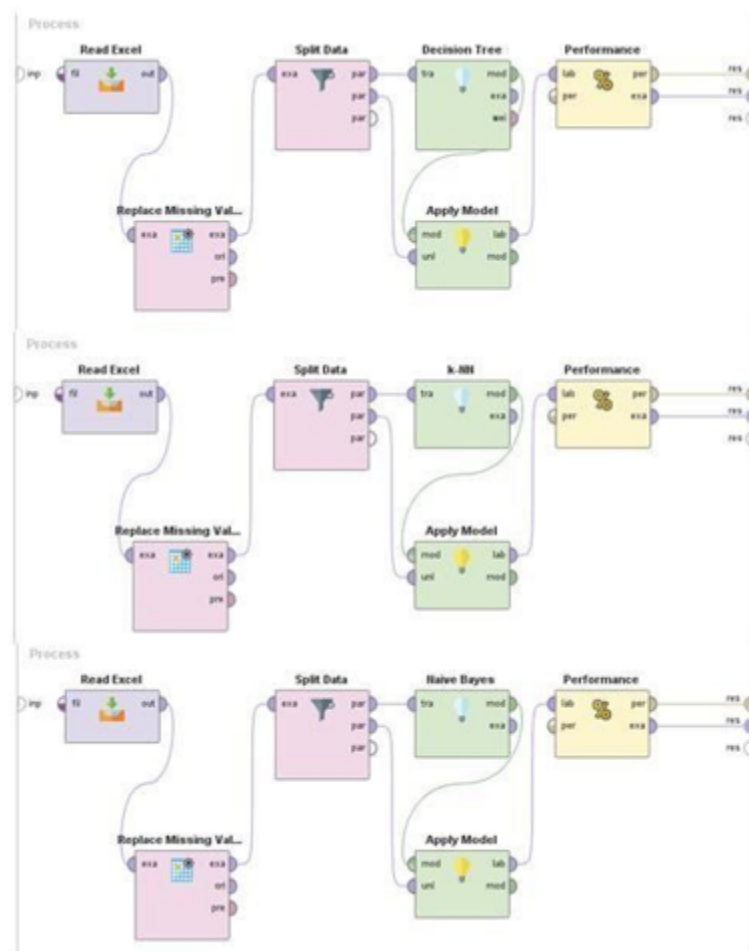 Process
Read Excel Split Data Decision Tree Performance
inp fil out exa par tra mod lab per res
par exa per exa res
par wei res
Replace Missing Val... Apply Model
exa exa mod lab
ori unl mod
pre
Process
Read Excel Split Data k-NN Performance
inp fil out exa par tra mod lab per res
par exa per exa res
par res
Replace Missing Val... Apply Model
exa exa mod lab
ori unl mod
pre
Process
Read Excel Split Data Naive Bayes Performance
inp fil out exa par tra mod lab per res
par exa per exa res
par res
Replace Missing Val... Apply Model
exa exa mod lab
ori unl mod
pre